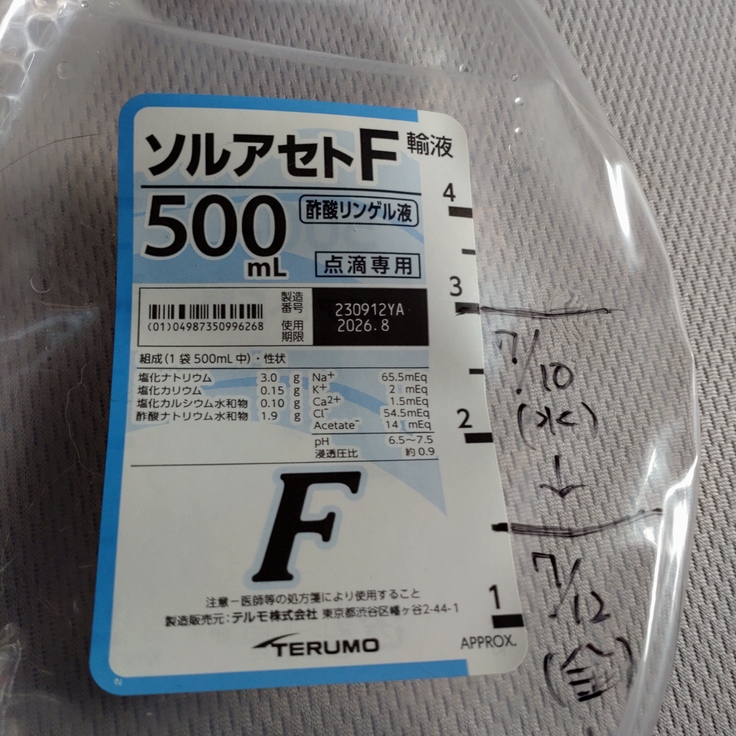 ソルアセトF 輸液
500mL
酢酸リンゲル液
点滴専用
製造番号 230912YA
使用期限 2026.8
(01)04987350996268
組成(1袋500mL中)・性状
塩化ナトリウム 3.0 g
塩化カリウム 0.15 g
塩化カルシウム水和物 0.10 g
酢酸ナトリウム水和物 1.9 g
Na⁺ 65.5mEq
K⁺ 2 mEq
Ca²⁺ 1.5mEq
Cl⁻ 54.5mEq
Acetate⁻ 14 mEq
pH 6.5〜7.5
浸透圧比 約0.9
F
注意-医師等の処方箋により使用すること
製造販売元:テルモ株式会社 東京都渋谷区幡ヶ谷2-44-1
TERUMO
4
3
2
1
APPROX.
7/10
(水)
↓
7/12
(金)